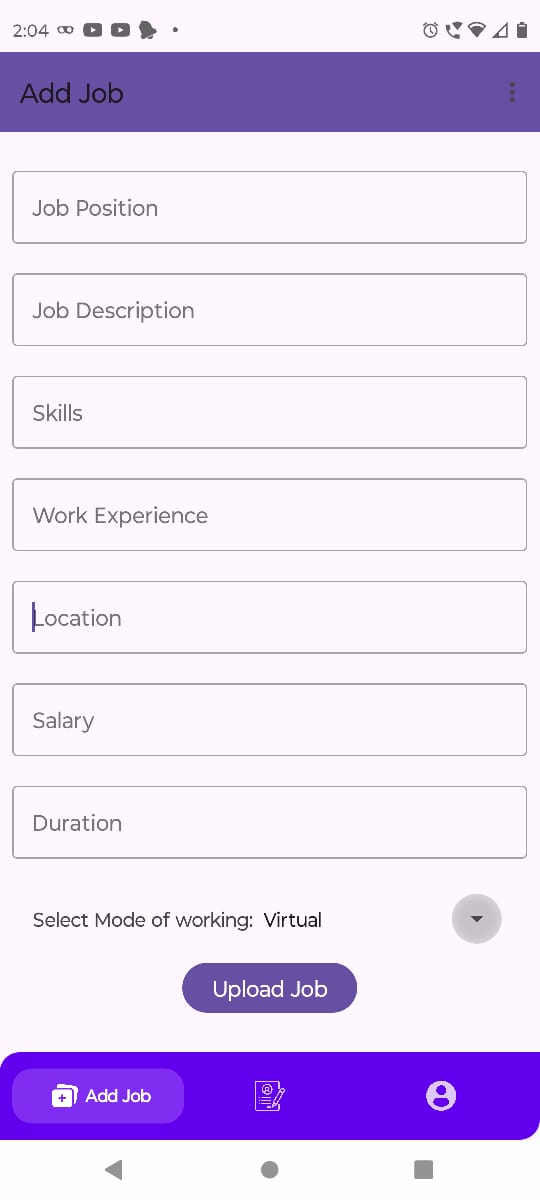 2:04
Add Job
Job Position
Job Description
Skills
Work Experience
Location
Salary
Duration
Select Mode of working: Virtual
Upload Job
Add Job